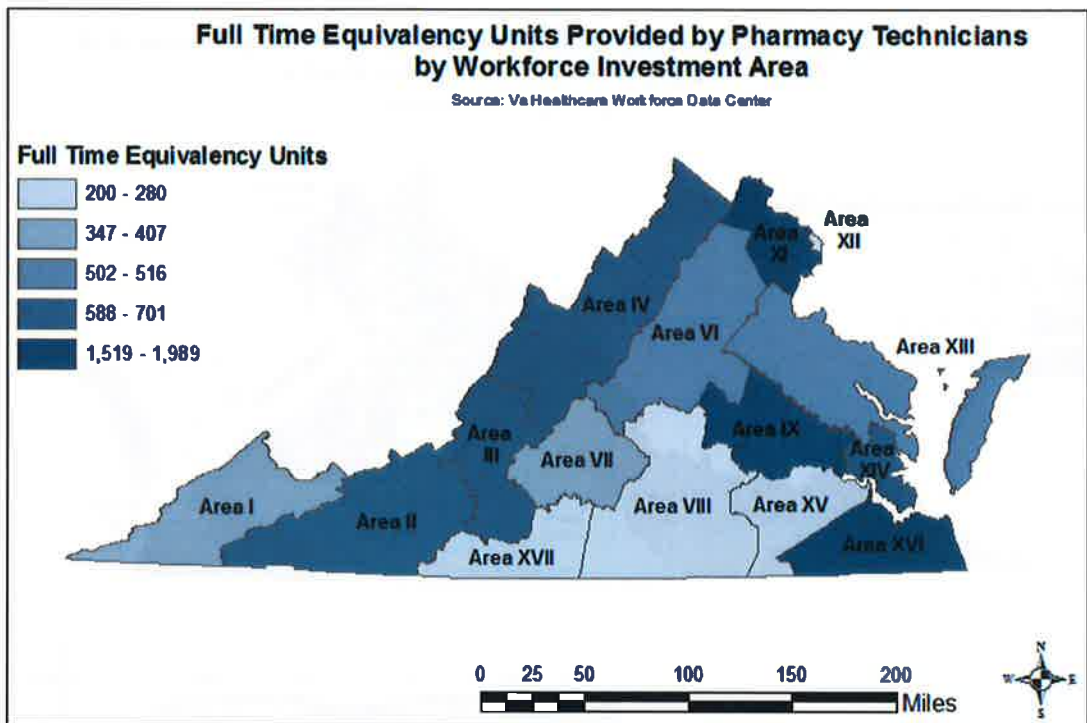 Full Time Equivalency Units Provided by Pharmacy Technicians
by Workforce Investment Area
Source: Va Healthcare Work force Data Center
Full Time Equivalency Units
200 - 280
347 - 407
502 - 516
588 - 701
1,519 - 1,989
Area
XII
Area
XI
Area IV
Area VI
Area XIII
Area
III
Area IX
Area
XIV
Area VII
Area I
Area II
Area VIII
Area XV
Area XVII
Area XVI
0 25 50 100 150 200
Miles
N
W E
S